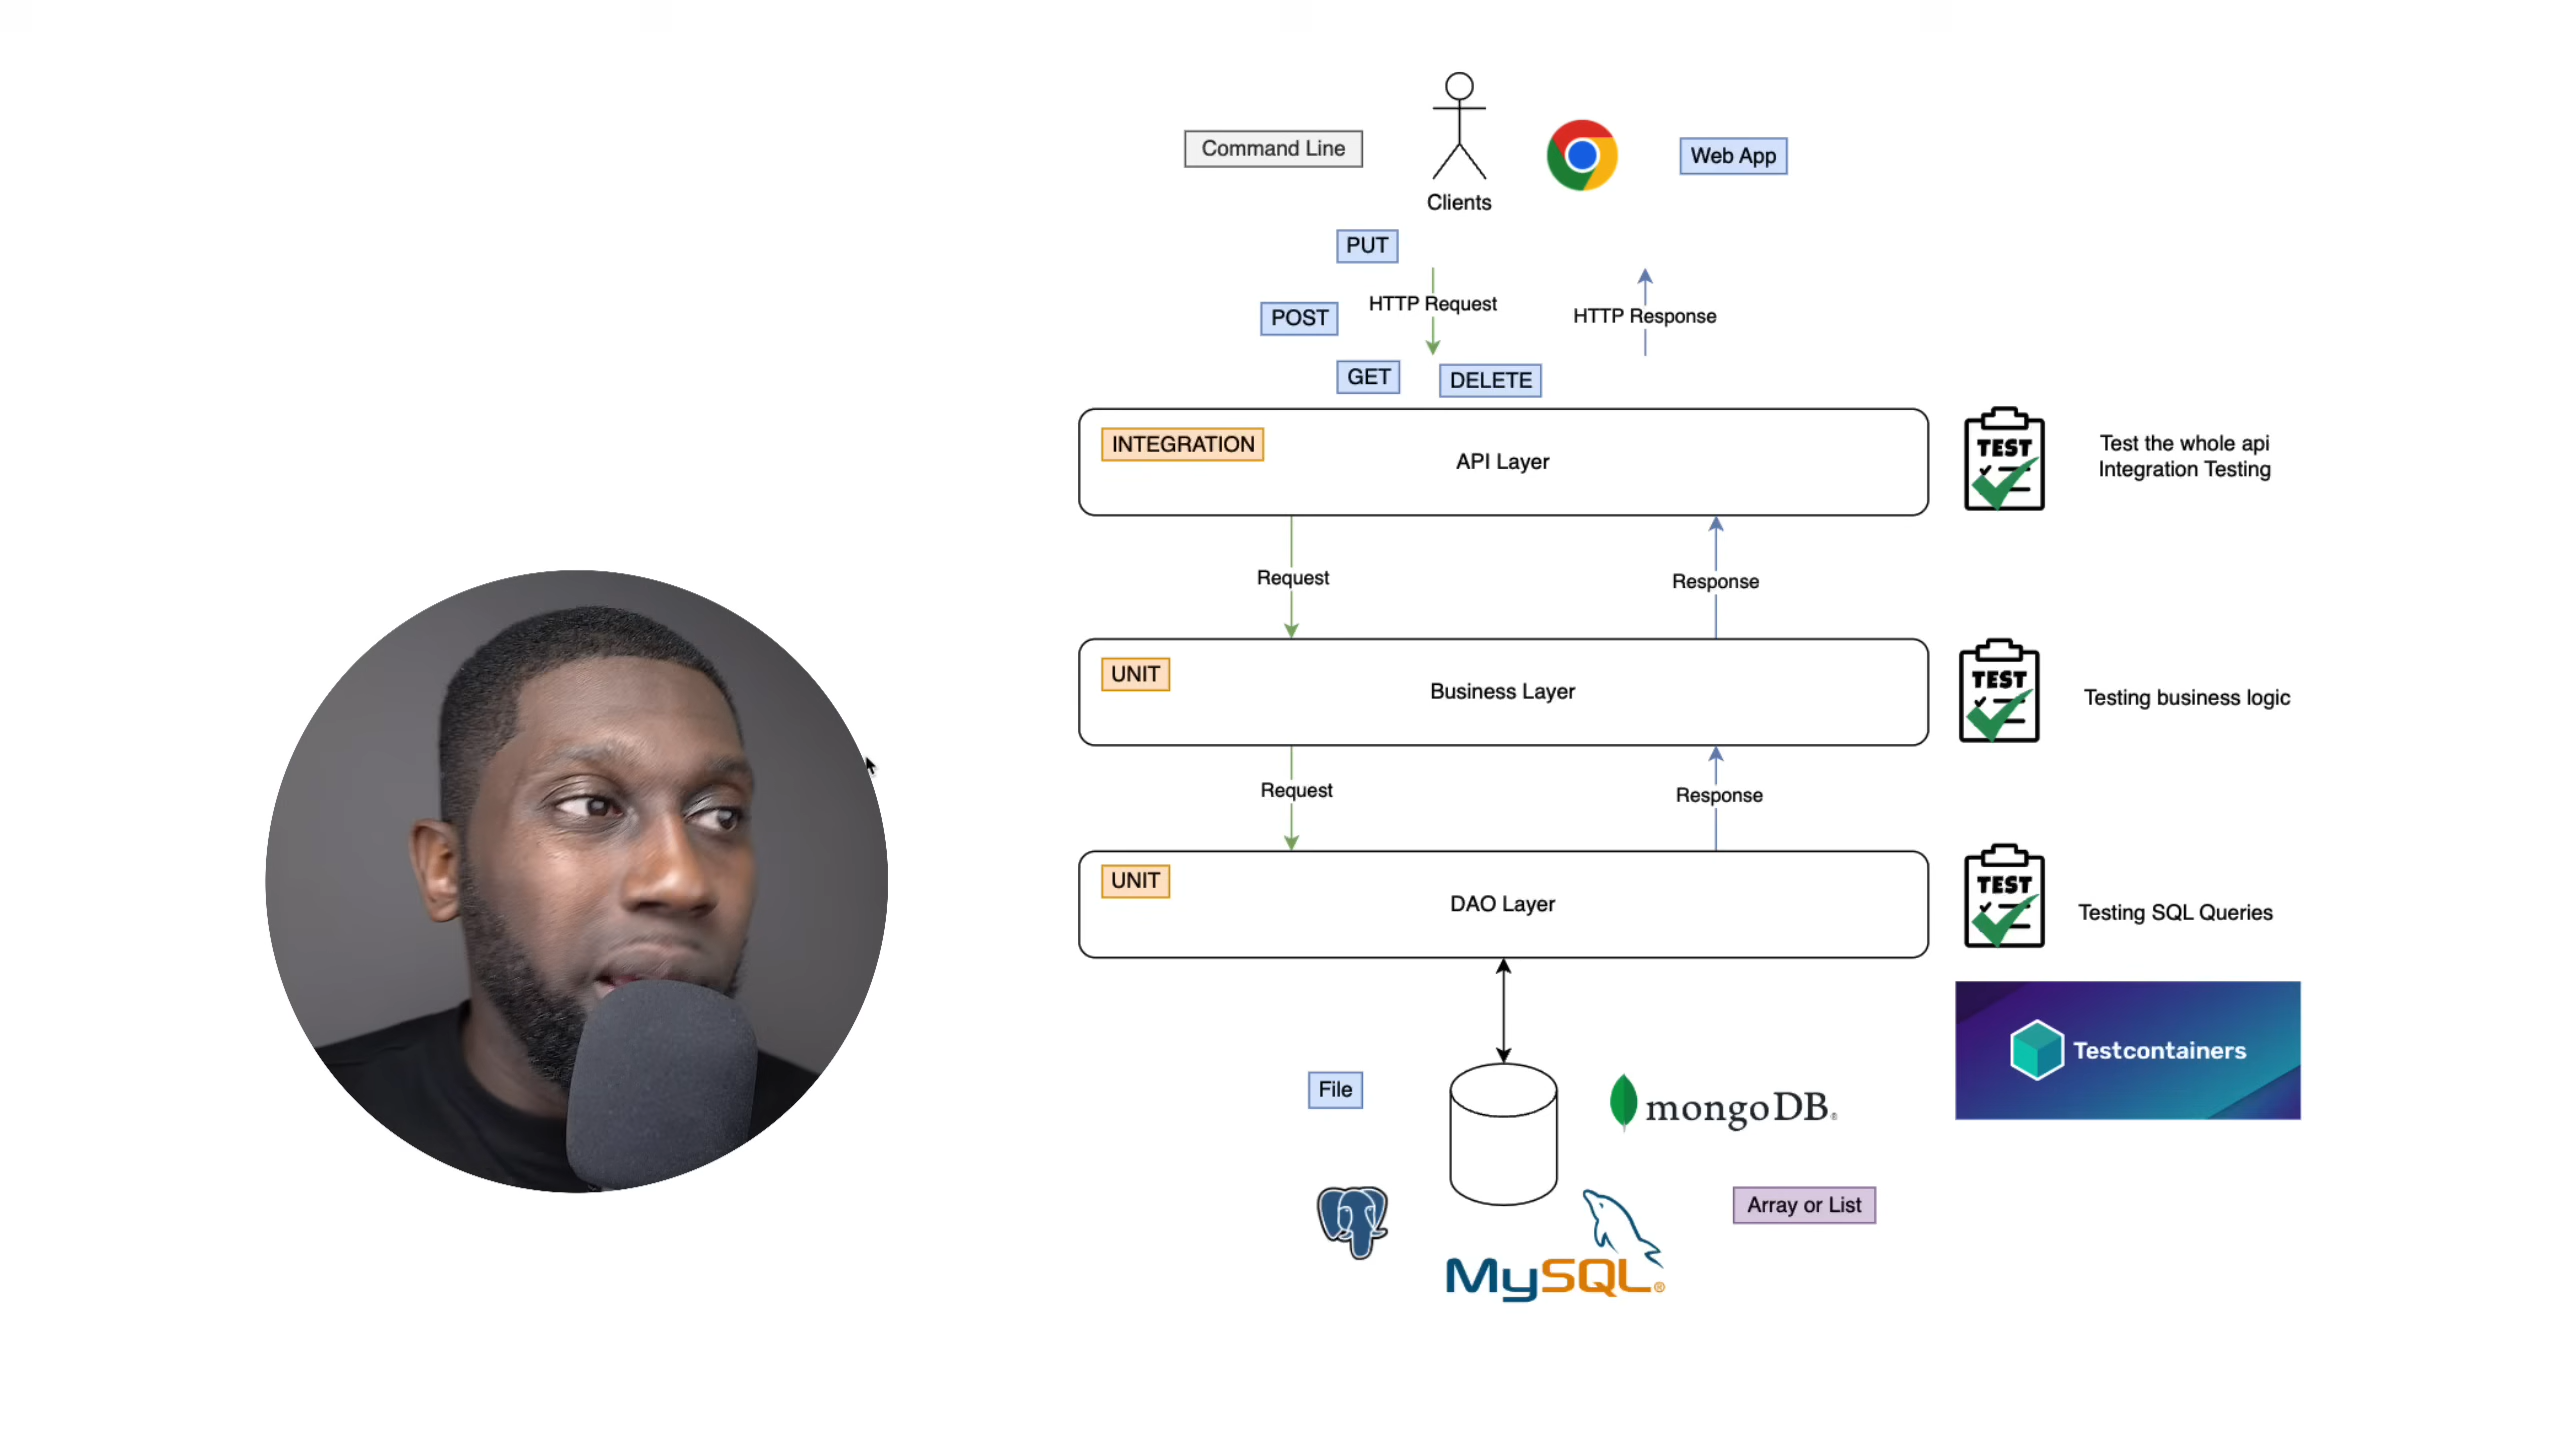 Command Line
Web App
Clients
PUT
HTTP Request
POST
HTTP Response
GET
DELETE
INTEGRATION
API Layer
TEST
Test the whole api
Integration Testing
Request
Response
UNIT
Business Layer
TEST
Testing business logic
Request
Response
UNIT
DAO Layer
TEST
Testing SQL Queries
Testcontainers
File
mongoDB®
Array or List
MySQL®